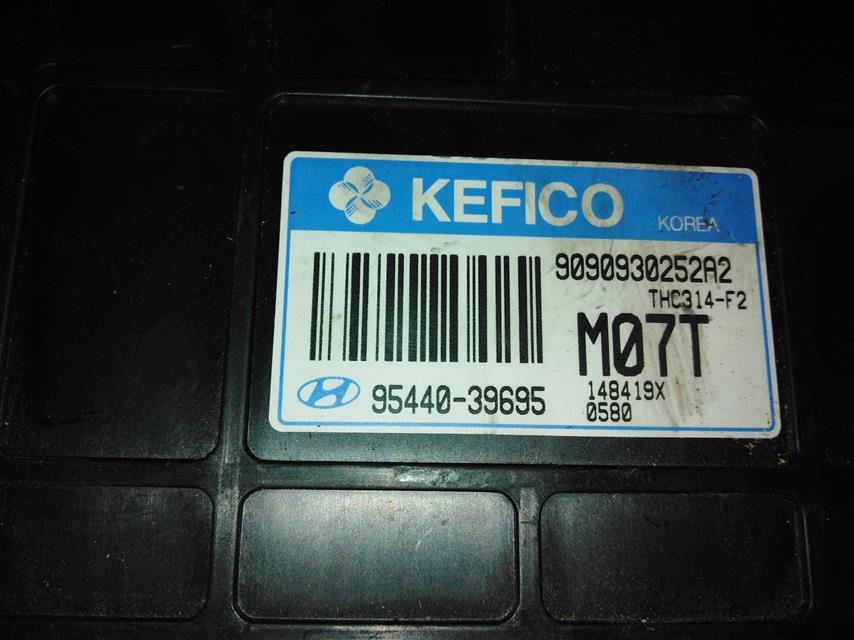 KEFICO
KOREA
9090930252A2
THC314-F2
M07T
148419X
0580
95440-39695